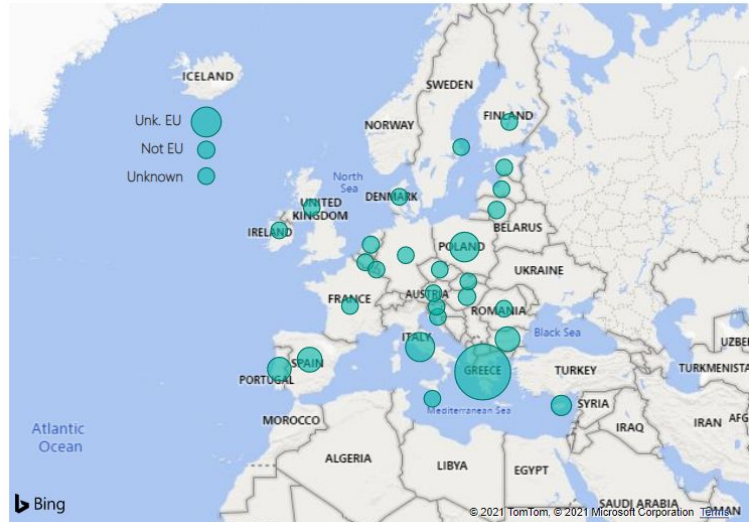 ICELAND
SWEDEN
FINLAND
Unk. EU
NORWAY
Not EU
North
Sea
Unknown
DENMARK
UNITED
KINGDOM
BELARUS
IRELAND
POLAND
UKRAINE
AUSTRIA
FRANCE
ROMANIA
Black Sea
ITALY
UZBE
SPAIN
GREECE
TURKEY
TURKMENISTA
PORTUGAL
Mediterranean Sea
SYRIA
MOROCCO
IRAQ
IRAN
AFG
Atlantic
Ocean
ALGERIA
LIBYA
EGYPT
SAUDI ARABIA
OMAN
Bing
© 2021 TomTom, © 2021 Microsoft Corporation Terms